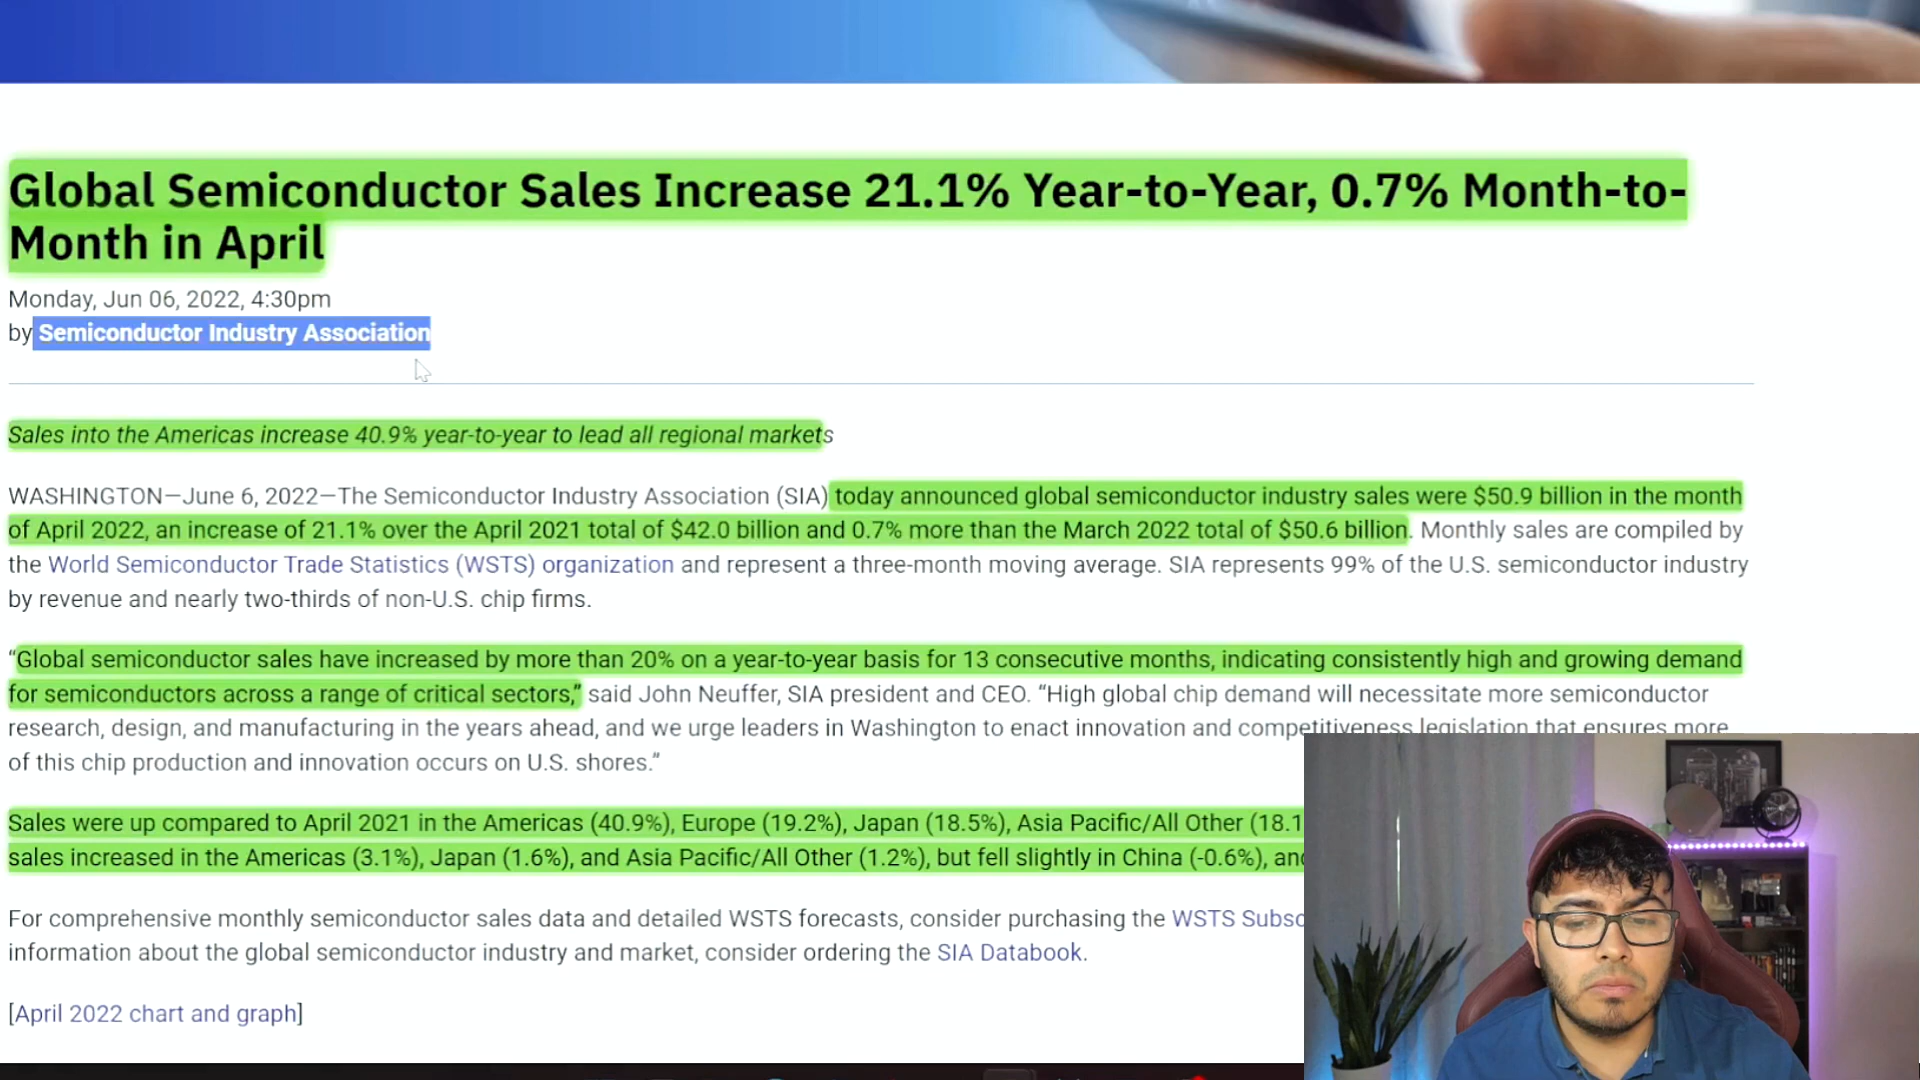 Global Semiconductor Sales Increase 21.1% Year-to-Year, 0.7% Month-to-
Month in April
Monday, Jun 06, 2022, 4:30pm
by Semiconductor Industry Association
Sales into the Americas increase 40.9% year-to-year to lead all regional markets
WASHINGTON—June 6, 2022—The Semiconductor Industry Association (SIA) today announced global semiconductor industry sales were $50.9 billion in the month
of April 2022, an increase of 21.1% over the April 2021 total of $42.0 billion and 0.7% more than the March 2022 total of $50.6 billion. Monthly sales are compiled by
the World Semiconductor Trade Statistics (WSTS) organization and represent a three-month moving average. SIA represents 99% of the U.S. semiconductor industry
by revenue and nearly two-thirds of non-U.S. chip firms.
“Global semiconductor sales have increased by more than 20% on a year-to-year basis for 13 consecutive months, indicating consistently high and growing demand
for semiconductors across a range of critical sectors,” said John Neuffer, SIA president and CEO. “High global chip demand will necessitate more semiconductor
research, design, and manufacturing in the years ahead, and we urge leaders in Washington to enact innovation and competitiveness legislation that ensures more
of this chip production and innovation occurs on U.S. shores.”
Sales were up compared to April 2021 in the Americas (40.9%), Europe (19.2%), Japan (18.5%), Asia Pacific/All Other (18.1
sales increased in the Americas (3.1%), Japan (1.6%), and Asia Pacific/All Other (1.2%), but fell slightly in China (-0.6%),
For comprehensive monthly semiconductor sales data and detailed WSTS forecasts, consider purchasing the WSTS
information about the global semiconductor industry and market, consider ordering the SIA Databook.
[April 2022 chart and graph]